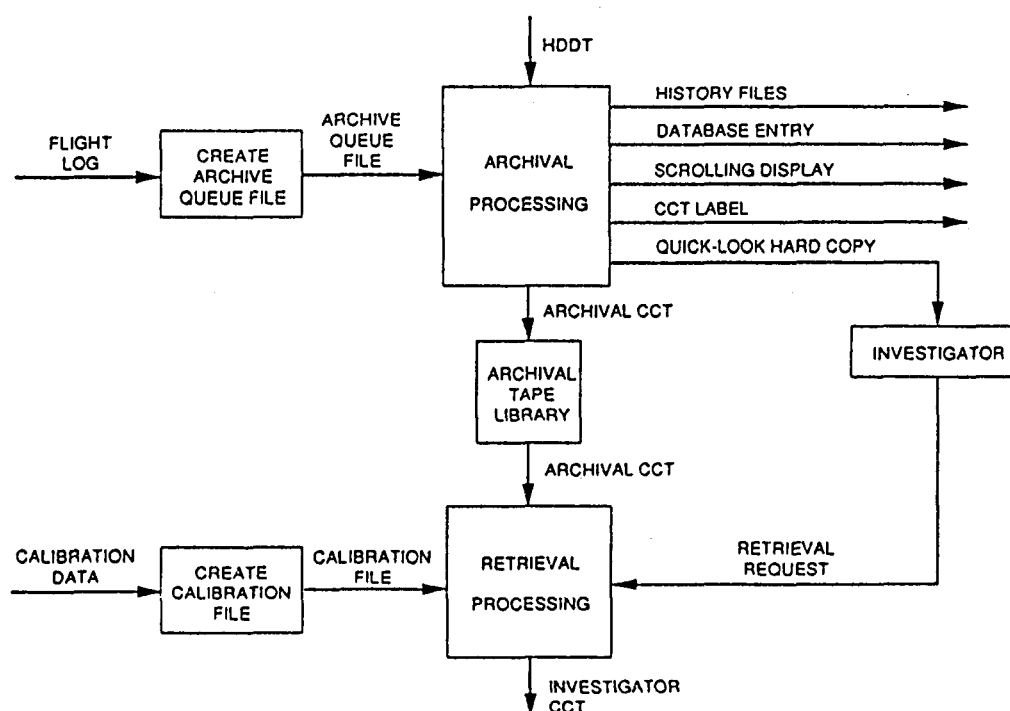 HDDT
HISTORY FILES
DATABASE ENTRY
SCROLLING DISPLAY
CCT LABEL
QUICK-LOOK HARD COPY
FLIGHT
LOG
CREATE
ARCHIVE
QUEUE FILE
ARCHIVE
QUEUE
FILE
ARCHIVAL
PROCESSING
ARCHIVAL CCT
INVESTIGATOR
ARCHIVAL
TAPE
LIBRARY
ARCHIVAL CCT
CALIBRATION
DATA
CREATE
CALIBRATION
FILE
CALIBRATION
FILE
RETRIEVAL
PROCESSING
RETRIEVAL
REQUEST
INVESTIGATOR
CCT